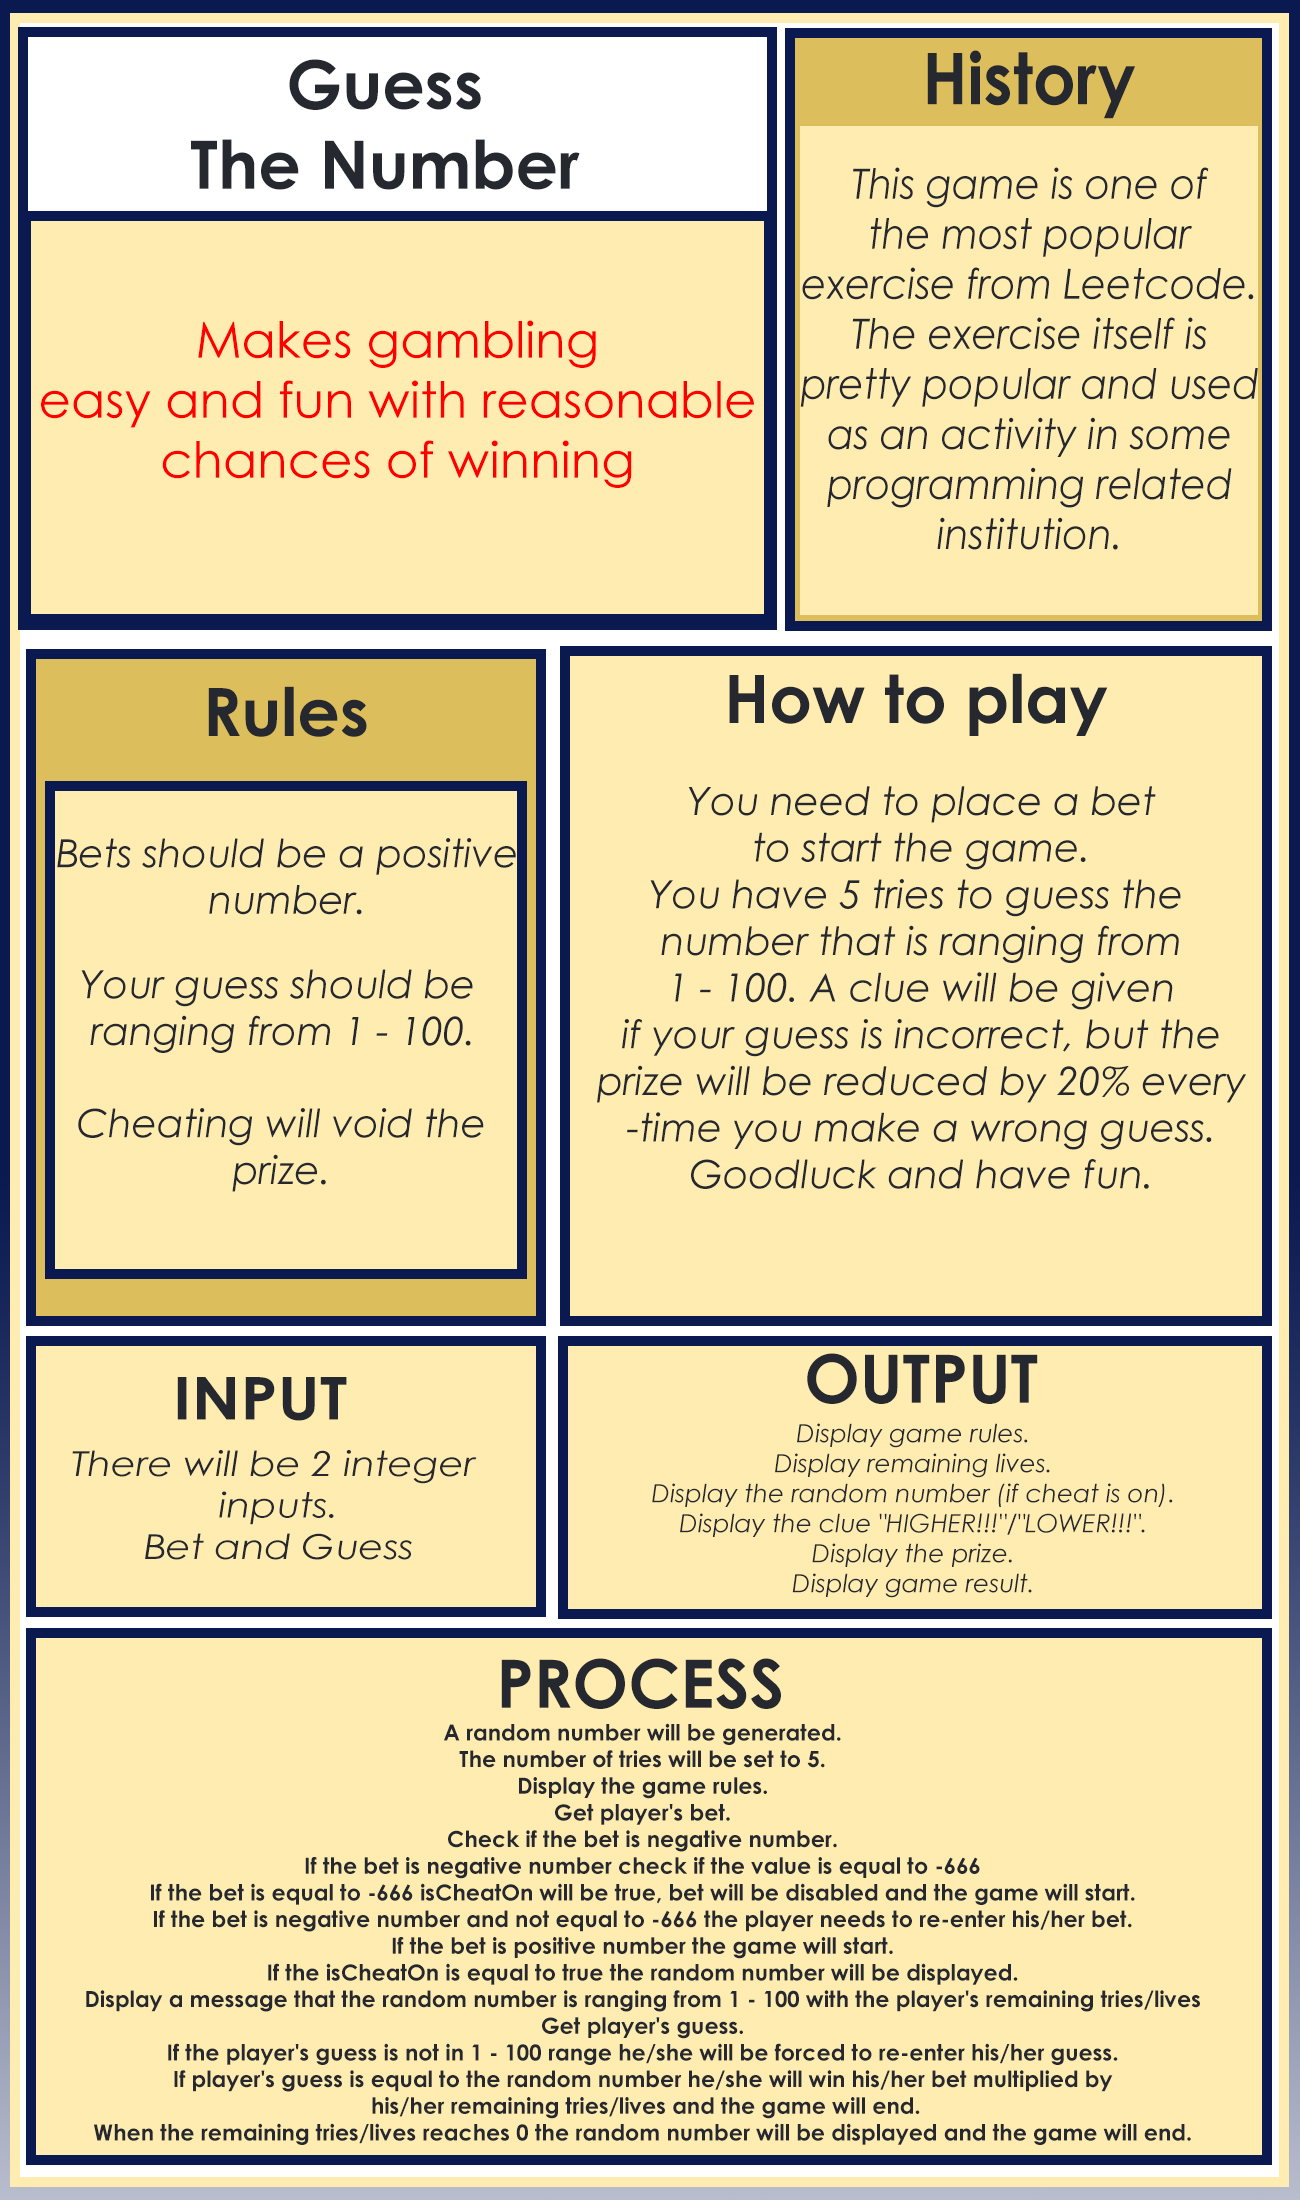 Guess
The Number
Makes gambling
easy and fun with reasonable
chances of winning
History
This game is one of
the most popular
exercise from Leetcode.
The exercise itself is
pretty popular and used
as an activity in some
programming related
institution.
Rules
Bets should be a positive
number.
Your guess should be
ranging from 1 - 100.
Cheating will void the
prize.
How to play
You need to place a bet
to start the game.
You have 5 tries to guess the
number that is ranging from
1 - 100. A clue will be given
if your guess is incorrect, but the
prize will be reduced by 20% every
-time you make a wrong guess.
Goodluck and have fun.
INPUT
There will be 2 integer
inputs.
Bet and Guess
OUTPUT
Display game rules.
Display remaining lives.
Display the random number (if cheat is on).
Display the clue "HIGHER!!!"/"LOWER!!!".
Display the prize.
Display game result.
PROCESS
A random number will be generated.
The number of tries will be set to 5.
Display the game rules.
Get player's bet.
Check if the bet is negative number.
If the bet is negative number check if the value is equal to -666
If the bet is equal to -666 isCheatOn will be true, bet will be disabled and the game will start.
If the bet is negative number and not equal to -666 the player needs to re-enter his/her bet.
If the bet is positive number the game will start.
If the isCheatOn is equal to true the random number will be displayed.
Display a message that the random number is ranging from 1 - 100 with the player's remaining tries/lives
Get player's guess.
If the player's guess is not in 1 - 100 range he/she will be forced to re-enter his/her guess.
If player's guess is equal to the random number he/she will win his/her bet multiplied by
his/her remaining tries/lives and the game will end.
When the remaining tries/lives reaches 0 the random number will be displayed and the game will end.